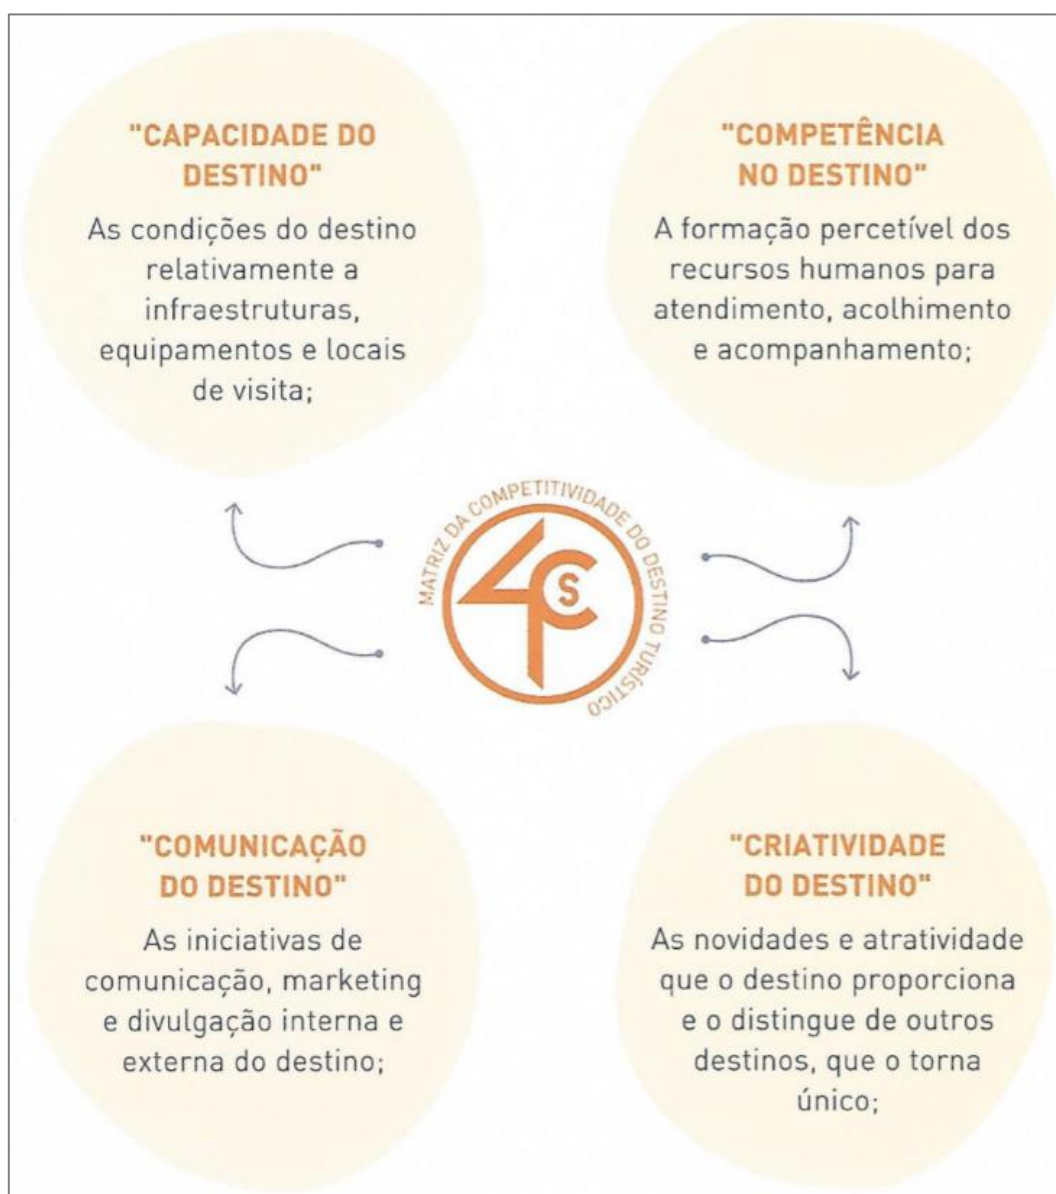 "CAPACIDADE DO
DESTINO"
As condições do destino
relativamente a
infraestruturas,
equipamentos e locais
de visita;
"COMPETÊNCIA
NO DESTINO"
A formação percetível dos
recursos humanos para
atendimento, acolhimento
e acompanhamento;
MATRIZ DA COMPETITIVIDADE DO DESTINO TURÍSTICO
4Cs
"COMUNICAÇÃO
DO DESTINO"
As iniciativas de
comunicação, marketing
e divulgação interna e
externa do destino;
"CRIATIVIDADE
DO DESTINO"
As novidades e atratividade
que o destino proporciona
e o distingue de outros
destinos, que o torna
único;